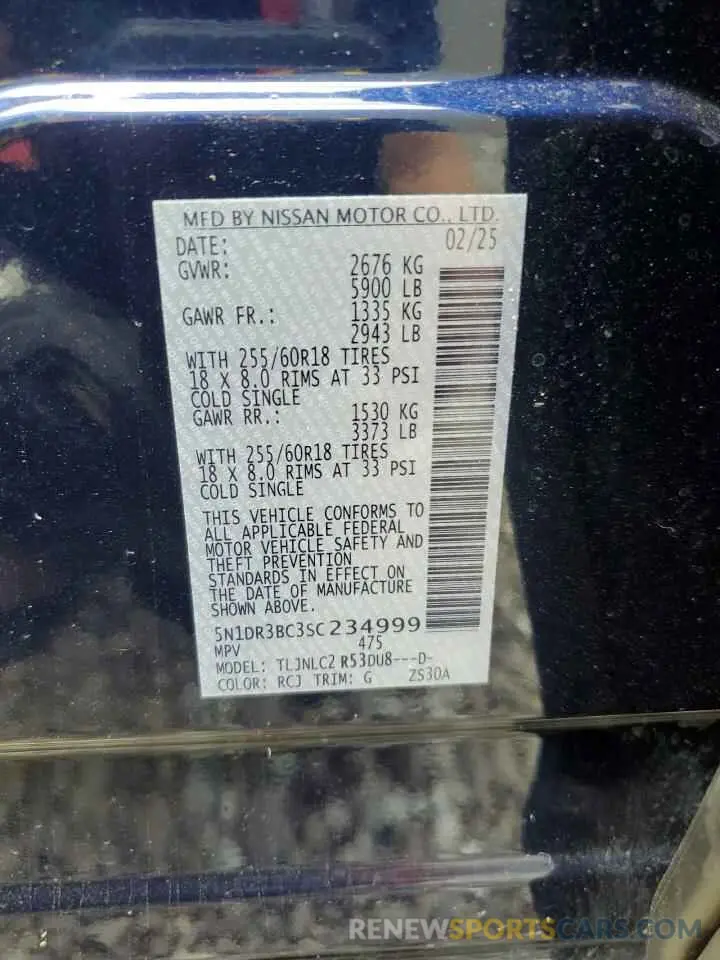 MFD BY NISSAN MOTOR CO., LTD.
DATE: 02/25
GVWR: 2676 KG
5900 LB
GAWR FR.: 1335 KG
2943 LB
WITH 255/60R18 TIRES
18 X 8.0 RIMS AT 33 PSI
COLD SINGLE
GAWR RR.: 1530 KG
3373 LB
WITH 255/60R18 TIRES
18 X 8.0 RIMS AT 33 PSI
COLD SINGLE
THIS VEHICLE CONFORMS TO
ALL APPLICABLE FEDERAL
MOTOR VEHICLE SAFETY AND
THEFT PREVENTION
STANDARDS IN EFFECT ON
THE DATE OF MANUFACTURE
SHOWN ABOVE.
5N1DR3BC3SC234999
MPV 475
MODEL: TLJNLC2 R53DU8---D-
COLOR: RCJ TRIM: G ZS30A
RENEWSPORTSCARS.COM